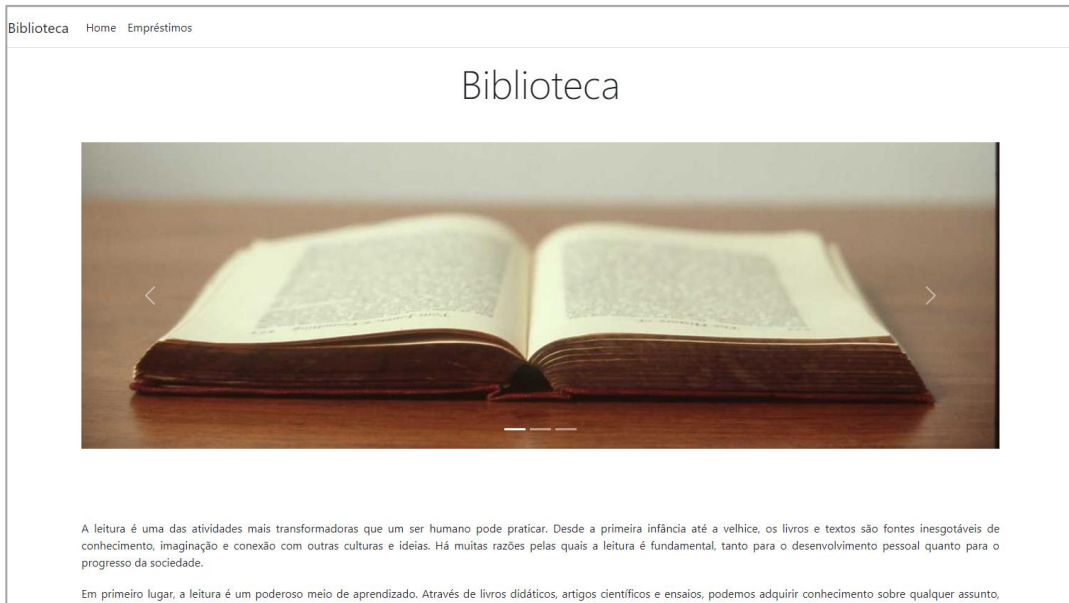 Biblioteca Home Empréstimos
Biblioteca
A leitura é uma das atividades mais transformadoras que um ser humano pode praticar. Desde a primeira infância até a velhice, os livros e textos são fontes inesgotáveis de
conhecimento, imaginação e conexão com outras culturas e ideias. Há muitas razões pelas quais a leitura é fundamental, tanto para o desenvolvimento pessoal quanto para o
progresso da sociedade.
Em primeiro lugar, a leitura é um poderoso meio de aprendizado. Através de livros didáticos, artigos científicos e ensaios, podemos adquirir conhecimento sobre qualquer assunto,